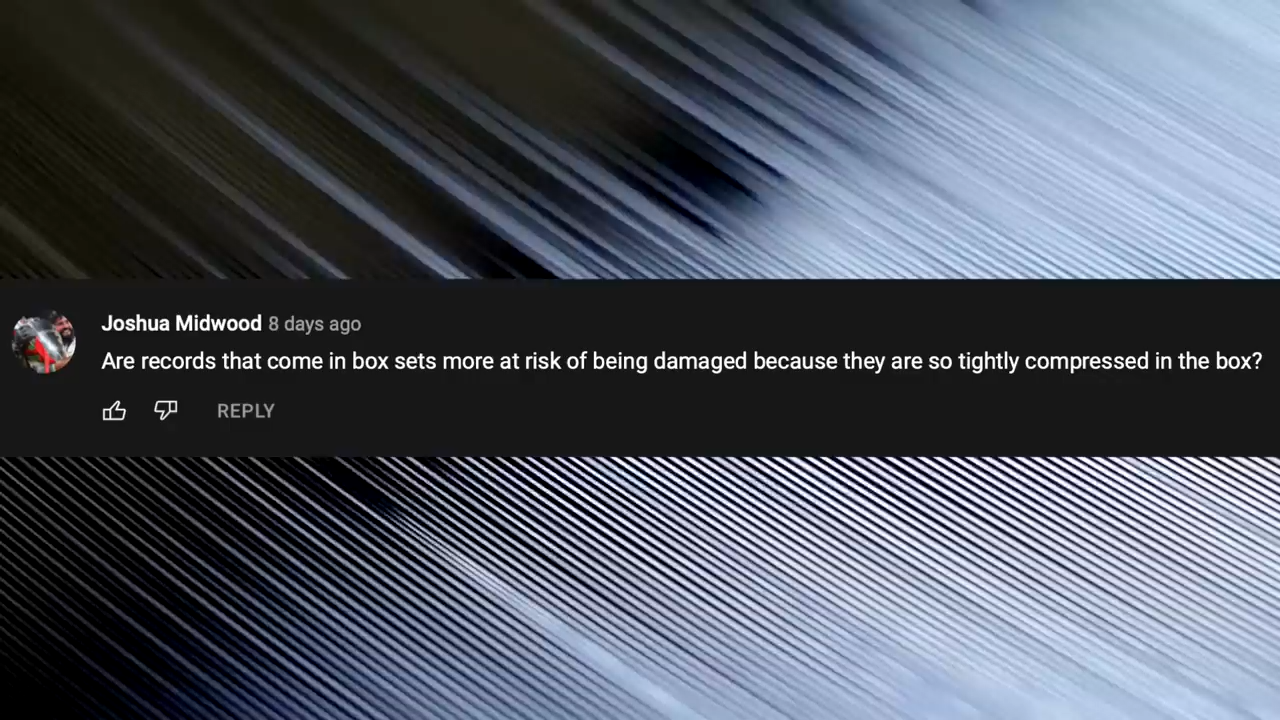 Joshua Midwood 8 days ago
Are records that come in box sets more at risk of being damaged because they are so tightly compressed in the box?
REPLY